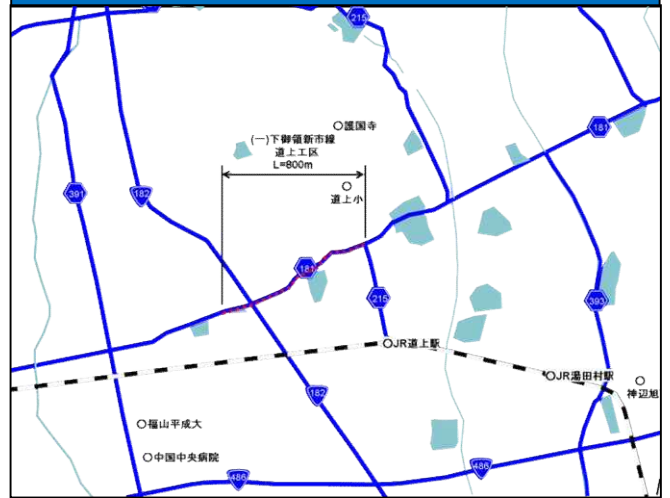 215
護国寺
181
(一)下御領新市線
道上工区
L=800m
道上小
391
182
181
215
393
JR道上駅
JR湯田村駅
神辺旭
182
福山平成大
中国中央病院
486
486